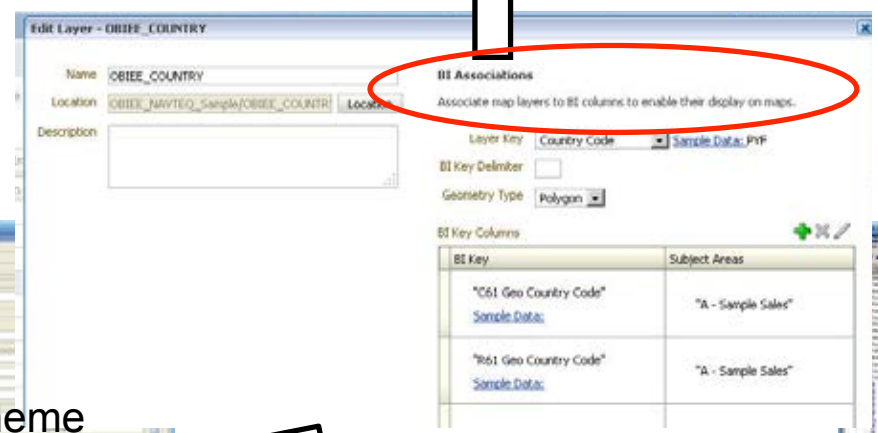 Edit Layer - OBIEE_COUNTRY
Name OBIEE_COUNTRY
Location OBIEE_NAVTEQ_Sample/OBIEE_COUNTR Location
Description
BI Associations
Associate map layers to BI columns to enable their display on maps.
Layer Key Country Code Sample Data: PYF
BI Key Delimiter
Geometry Type Polygon
BI Key Columns
BI Key Subject Areas
"C61 Geo Country Code" "A - Sample Sales"
Sample Data:
"R61 Geo Country Code" "A - Sample Sales"
Sample Data:
heme